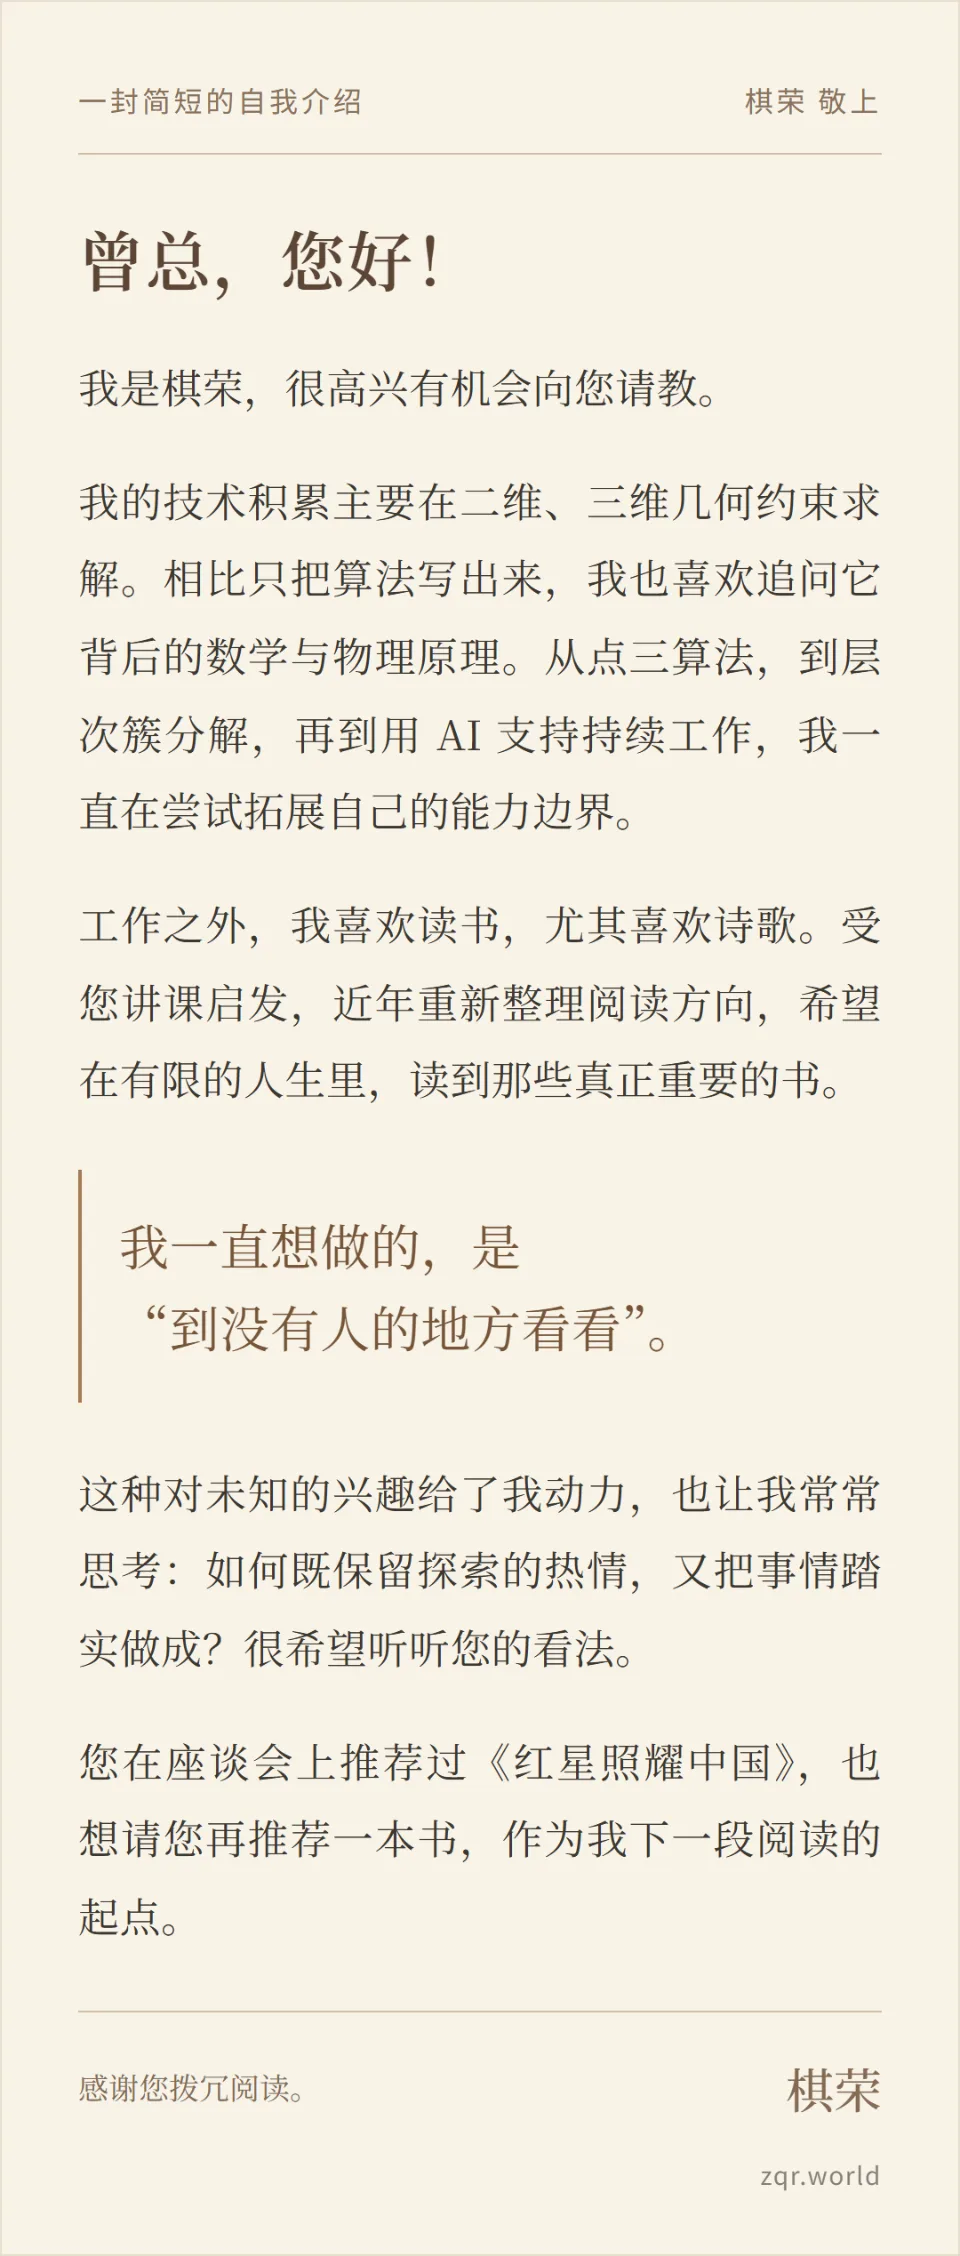 一封简短的自我介绍
棋荣 敬上
曾总，您好！
我是棋荣，很高兴有机会向您请教。
我的技术积累主要在二维、三维几何约束求
解。相比只把算法写出来，我也喜欢追问它
背后的数学与物理原理。从点三算法，到层
次簇分解，再到用 AI 支持持续工作，我一
直在尝试拓展自己的能力边界。
工作之外，我喜欢读书，尤其喜欢诗歌。受
您讲课启发，近年重新整理阅读方向，希望
在有限的人生里，读到那些真正重要的书。
我一直想做的，是
“到没有人的地方看看”。
这种对未知的兴趣给了我动力，也让我常常
思考：如何既保留探索的热情，又把事情踏
实做成？很希望听听您的看法。
您在座谈会上推荐过《红星照耀中国》，也
想请您再推荐一本书，作为我下一段阅读的
起点。
感谢您拨冗阅读。
棋荣
zqr.world